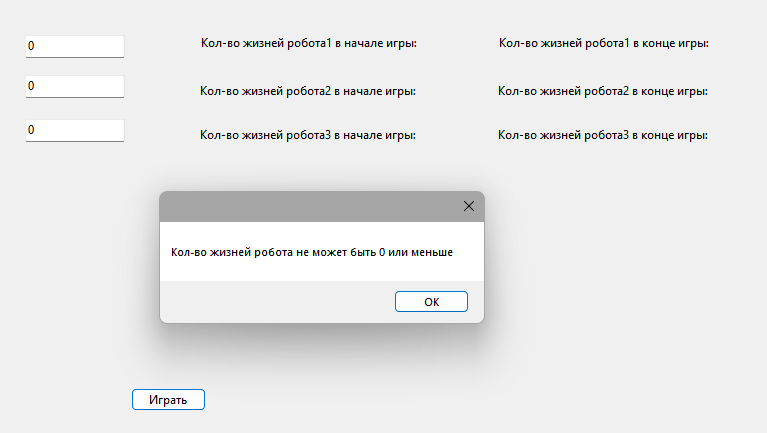 0 Кол-во жизней робота1 в начале игры: Кол-во жизней робота1 в конце игры:
0 Кол-во жизней робота2 в начале игры: Кол-во жизней робота2 в конце игры:
0 Кол-во жизней робота3 в начале игры: Кол-во жизней робота3 в конце игры:
Кол-во жизней робота не может быть 0 или меньше
ОК
Играть